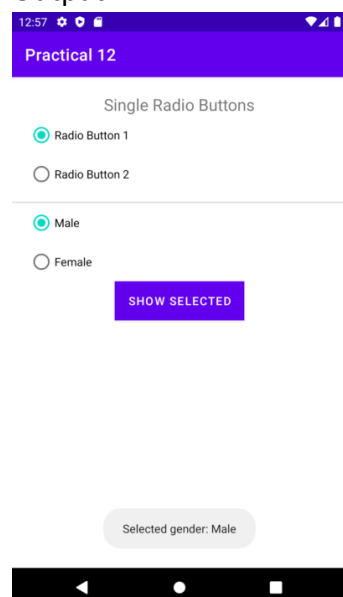 12:57
Practical 12
Single Radio Buttons
Radio Button 1
Radio Button 2
Male
Female
SHOW SELECTED
Selected gender: Male